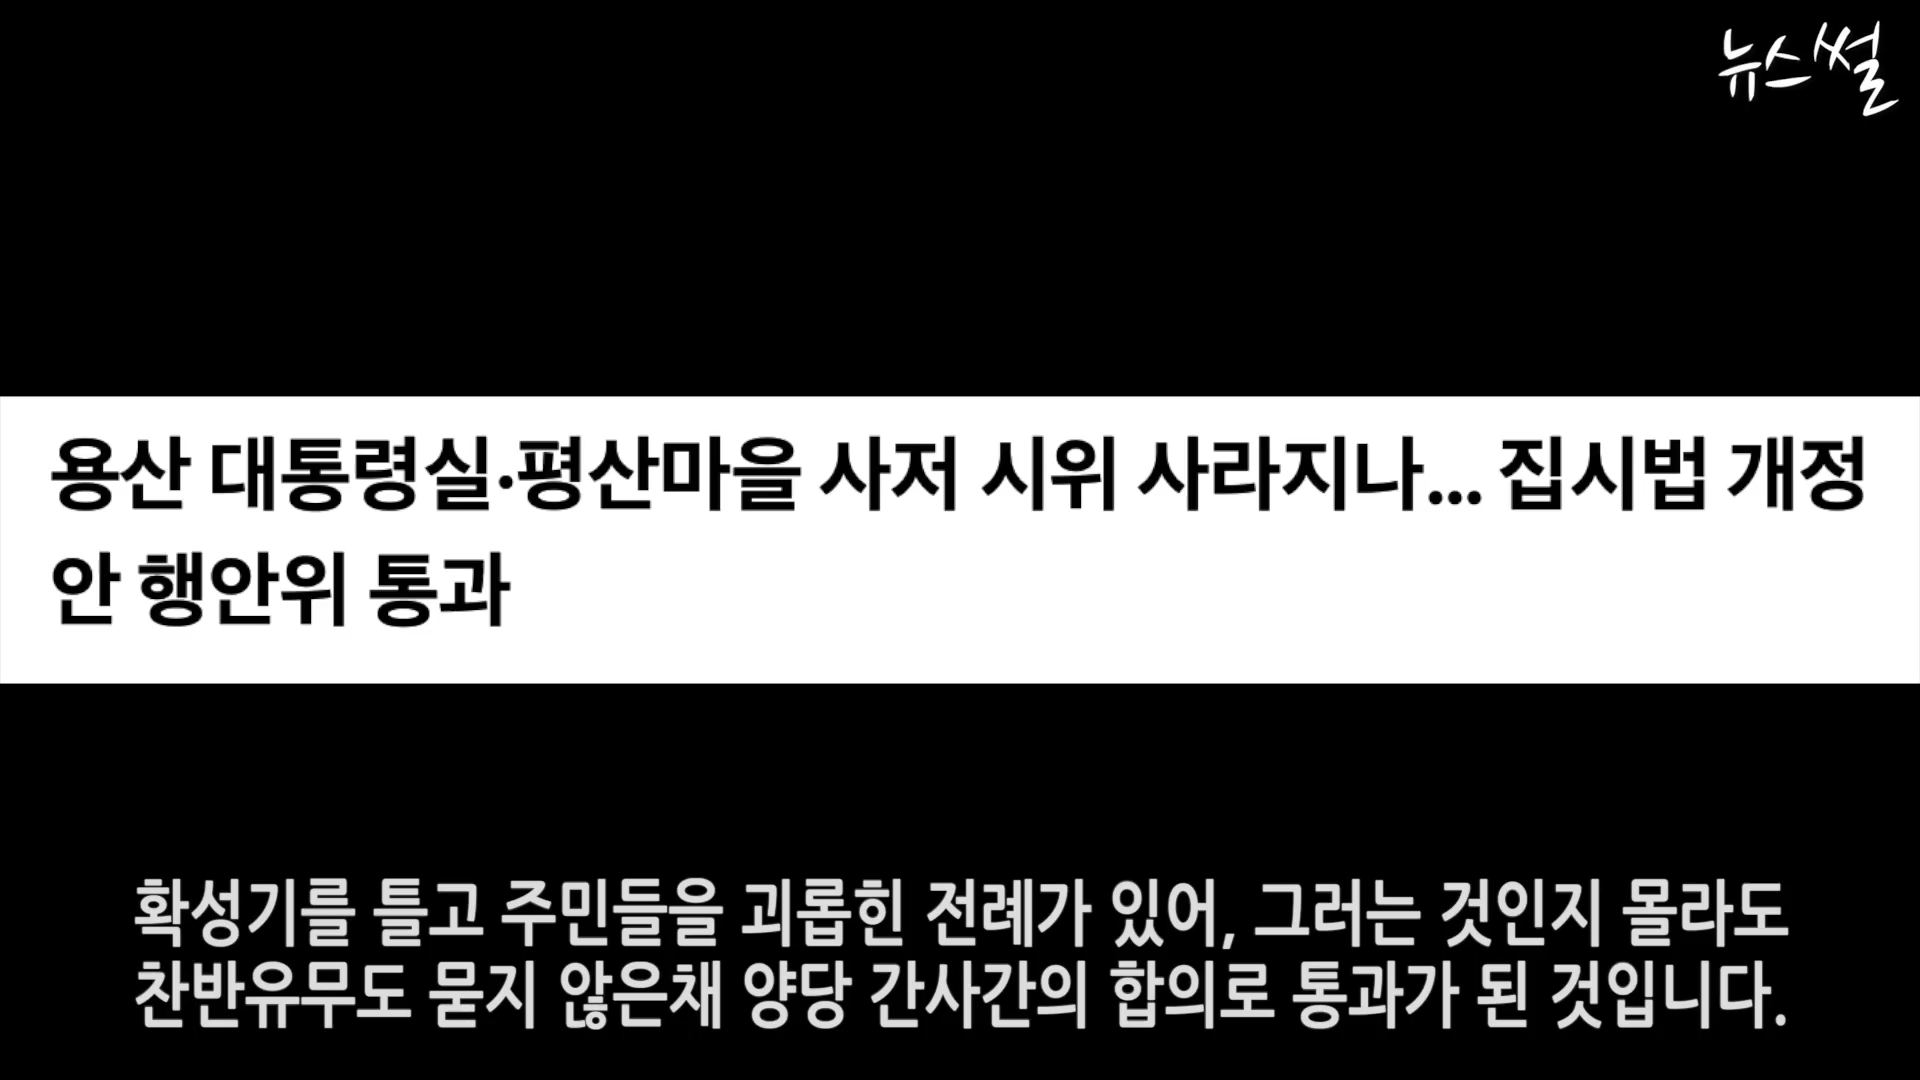 뉴스썰
용산 대통령실·평산마을 사저 시위 사라지나... 집시법 개정
안 행안위 통과
확성기를 틀고 주민들을 괴롭힌 전례가 있어, 그러는 것인지 몰라도
찬반유무도 묻지 않은채 양당 간사간의 합의로 통과가 된 것입니다.